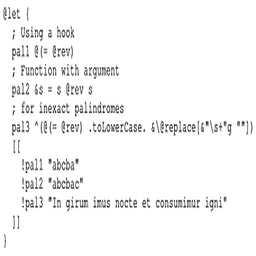 @let {
; Using a hook
pal1 @(= @rev)
; Function with argument
pal2 &s = s @rev s
; for inexact palindromes
pal3 ^(@(= @rev) .toLowerCase. &\@replace[&"\s+"g ""])
[[
!pal1 "abcba"
!pal2 "abcbac"
!pal3 "In girum imus nocte et consumimur igni"
]]
}